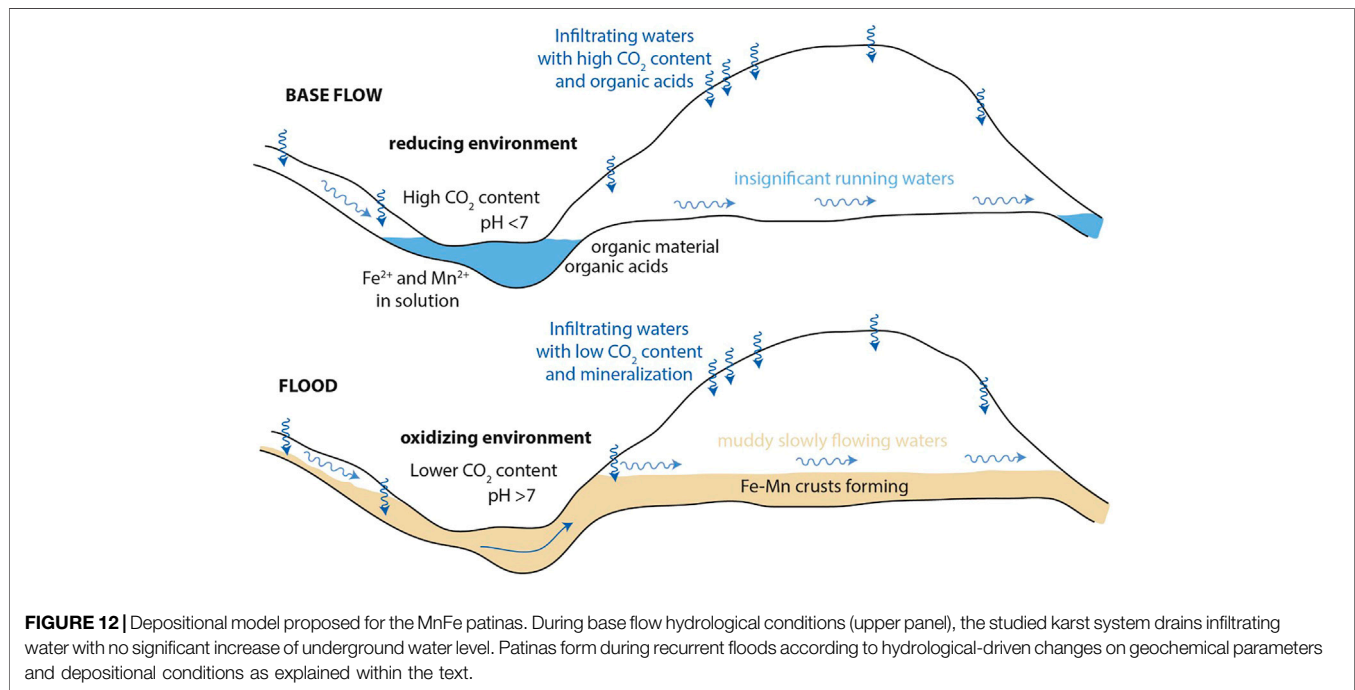 Infiltrating waters
with high CO₂ content
and organic acids
BASE FLOW
reducing environment
insignificant running waters
High CO₂ content
pH <7
organic material
organic acids
Fe²⁺ and Mn²⁺
in solution
Infiltrating waters
with low CO₂ content
and mineralization
FLOOD
oxidizing environment
muddy slowly flowing waters
Lower CO₂ content
pH >7
Fe-Mn crusts forming
FIGURE 12 | Depositional model proposed for the MnFe patinas. During base flow hydrological conditions (upper panel), the studied karst system drains infiltrating
water with no significant increase of underground water level. Patinas form during recurrent floods according to hydrological-driven changes on geochemical parameters
and depositional conditions as explained within the text.